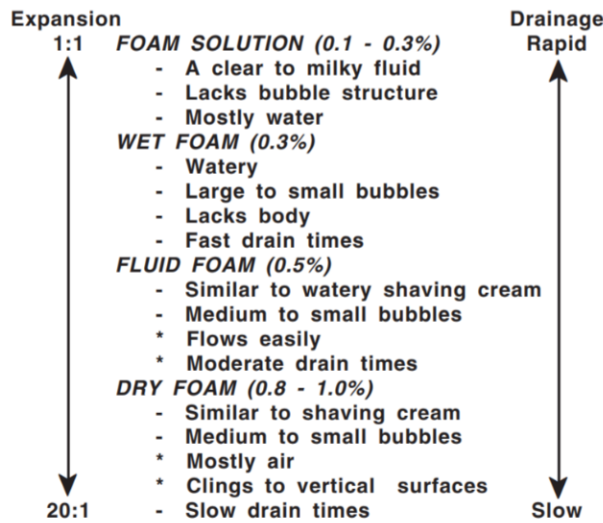 Expansion Drainage
1:1 FOAM SOLUTION (0.1 - 0.3%) Rapid
- A clear to milky fluid
- Lacks bubble structure
- Mostly water
WET FOAM (0.3%)
- Watery
- Large to small bubbles
- Lacks body
- Fast drain times
FLUID FOAM (0.5%)
- Similar to watery shaving cream
- Medium to small bubbles
* Flows easily
* Moderate drain times
DRY FOAM (0.8 - 1.0%)
- Similar to shaving cream
- Medium to small bubbles
* Mostly air
* Clings to vertical surfaces
20:1 - Slow drain times Slow